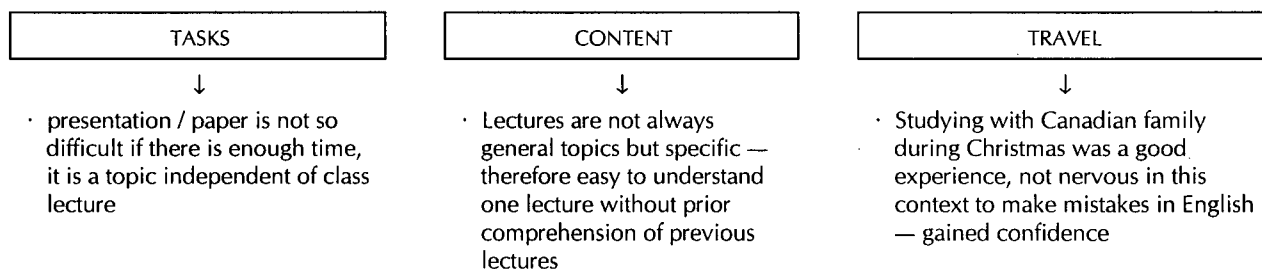 TASKS
↓
· presentation / paper is not so
difficult if there is enough time,
it is a topic independent of class
lecture
CONTENT
↓
· Lectures are not always
general topics but specific —
therefore easy to understand
one lecture without prior
comprehension of previous
lectures
TRAVEL
↓
· Studying with Canadian family
during Christmas was a good
experience, not nervous in this
context to make mistakes in English
— gained confidence